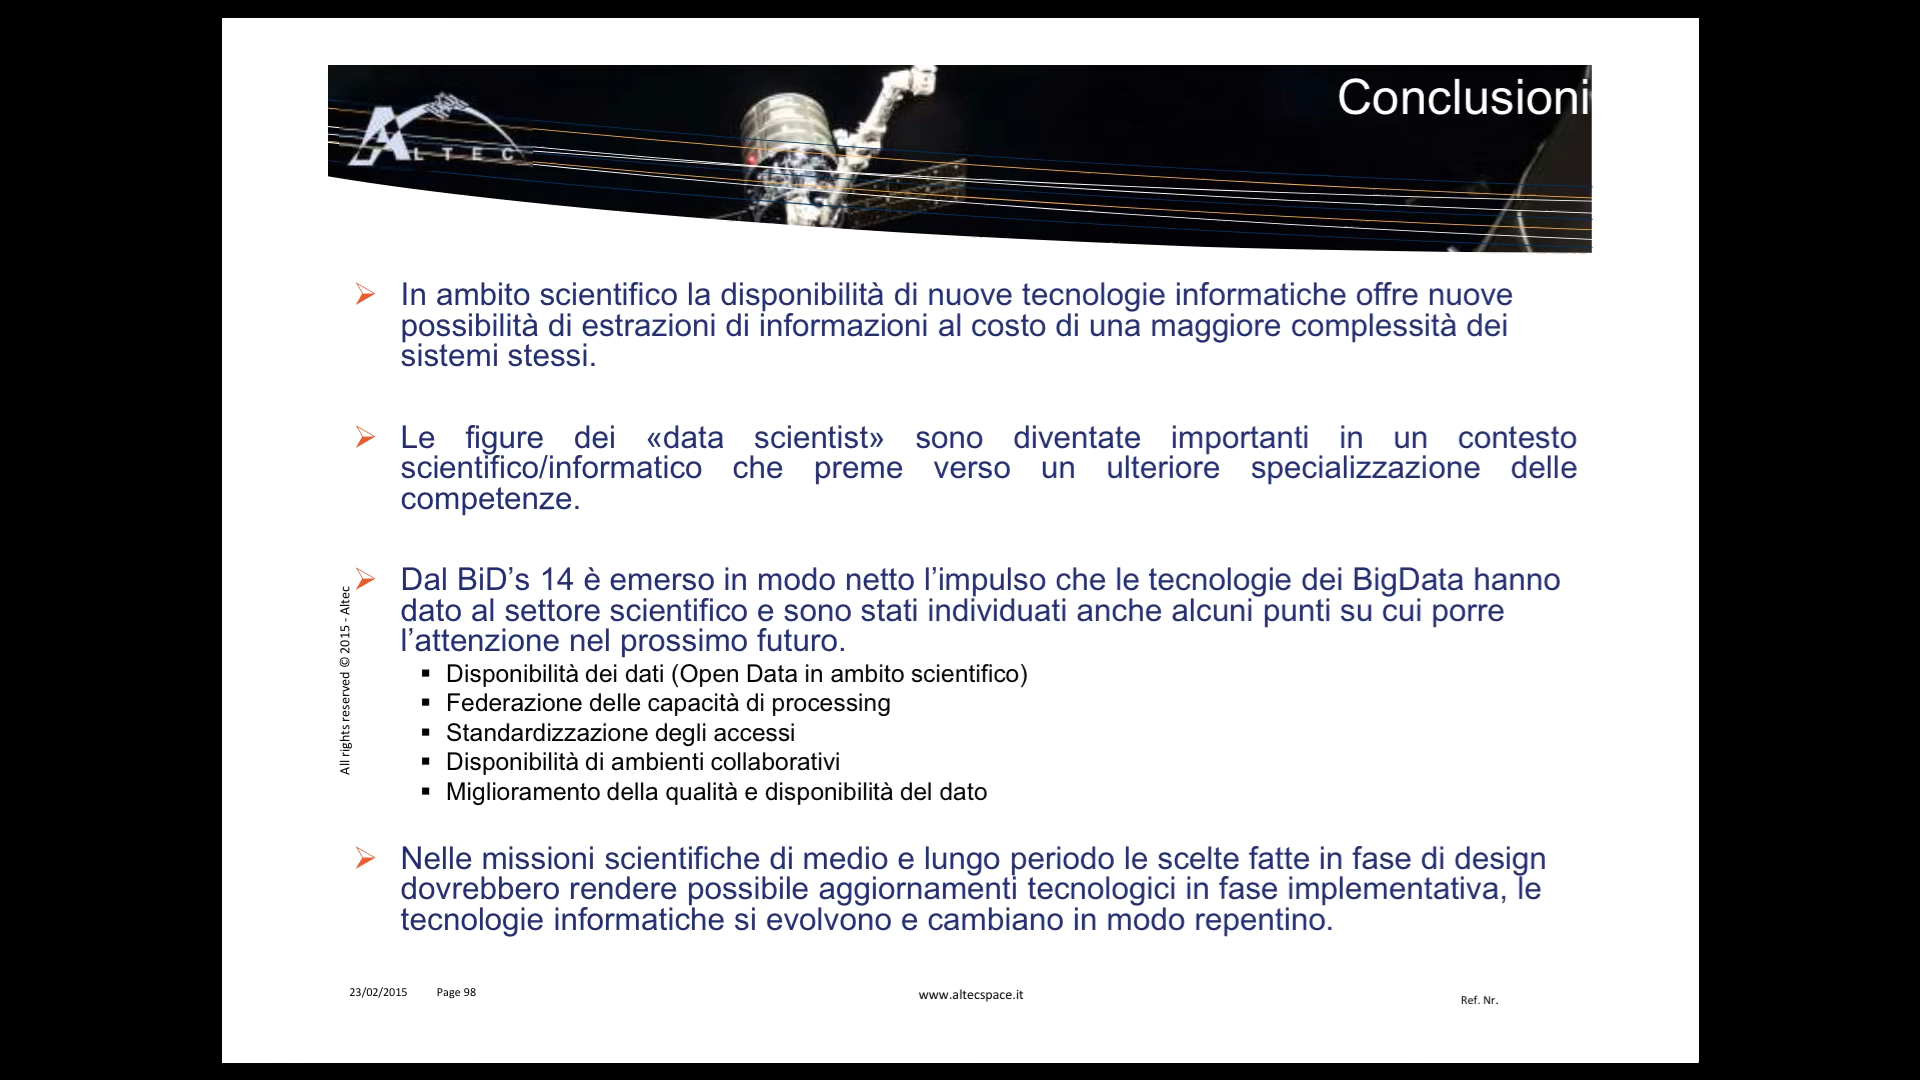 Conclusioni
ALTEC
In ambito scientifico la disponibilità di nuove tecnologie informatiche offre nuove
possibilità di estrazioni di informazioni al costo di una maggiore complessità dei
sistemi stessi.
Le figure dei «data scientist» sono diventate importanti in un contesto
scientifico/informatico che preme verso un ulteriore specializzazione delle
competenze.
Dal BiD’s 14 è emerso in modo netto l’impulso che le tecnologie dei BigData hanno
dato al settore scientifico e sono stati individuati anche alcuni punti su cui porre
l’attenzione nel prossimo futuro.
Disponibilità dei dati (Open Data in ambito scientifico)
Federazione delle capacità di processing
Standardizzazione degli accessi
Disponibilità di ambienti collaborativi
Miglioramento della qualità e disponibilità del dato
Nelle missioni scientifiche di medio e lungo periodo le scelte fatte in fase di design
dovrebbero rendere possibile aggiornamenti tecnologici in fase implementativa, le
tecnologie informatiche si evolvono e cambiano in modo repentino.
All rights reserved © 2015 - Altec
23/02/2015 Page 98
www.altecspace.it
Ref. Nr.